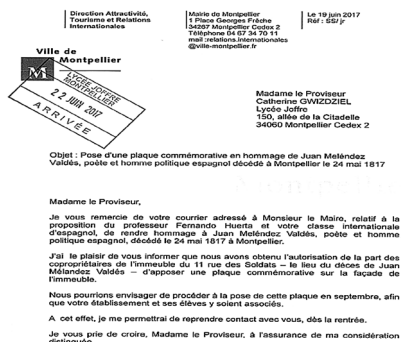 Direction Attractivité,
Tourisme et Relations
Internationales
Mairie de Montpellier
1 Place Georges Frêche
34267 Montpellier Cedex 2
Téléphone 04 67 34 70 11
mail :relations.internationales
@ville-montpellier.fr
Le 19 juin 2017
Réf : SS/ jr
Ville de
Montpellier
M
LYCÉE JOFFRE
MONTPELLIER
22 JUIN 2017
ARRIVÉE
Madame le Proviseur
Catherine GWIZDZIEL
Lycée Joffre
150, allée de la Citadelle
34060 Montpellier Cedex 2
Objet : Pose d'une plaque commémorative en hommage de Juan Meléndez
Valdés, poète et homme politique espagnol décédé à Montpellier le 24 mai 1817
Madame le Proviseur,
Je vous remercie de votre courrier adressé à Monsieur le Maire, relatif à la
proposition du professeur Fernando Huerta et votre classe internationale
d'espagnol, de rendre hommage à Juan Meléndez Valdés, poète et homme
politique espagnol, décédé le 24 mai 1817 à Montpellier.
J'ai le plaisir de vous informer que nous avons obtenu l'autorisation de la part des
copropriétaires de l'immeuble du 11 rue des Soldats – le lieu du décès de Juan
Mélandez Valdés – d'apposer une plaque commémorative sur la façade de
l'immeuble.
Nous pourrions envisager de procéder à la pose de cette plaque en septembre, afin
que votre établissement et ses élèves y soient associés.
A cet effet, je me permettrai de reprendre contact avec vous, dès la rentrée.
Je vous prie de croire, Madame le Proviseur, à l'assurance de ma considération
distinguée.